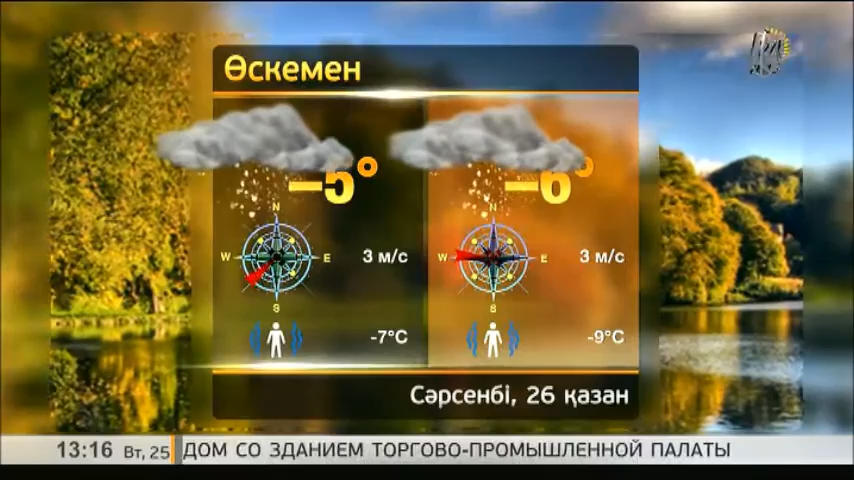 Өскемен
–5° –6°
N N
W E W E
3 м/с 3 м/с
S S
-7°C -9°C
Сәрсенбі, 26 қазан
13:16 Вт, 25 ДОМ СО ЗДАНИЕМ ТОРГОВО-ПРОМЫШЛЕННОЙ ПАЛАТЫ